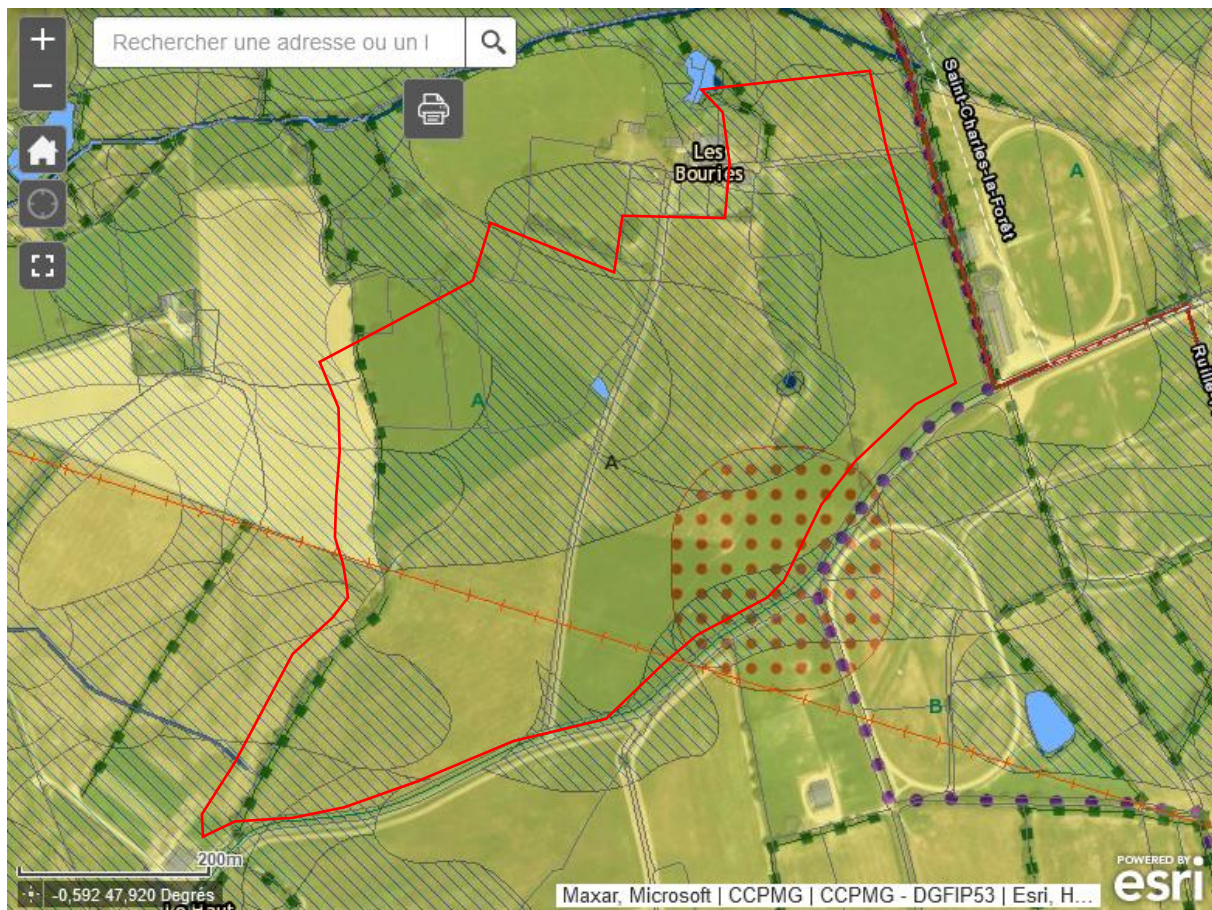 +
Rechercher une adresse ou un l
−
Saint-Charles-la-Forêt
Les
Bouries
A
A
A
B
200m
-0,592 47,920 Degrés
Maxar, Microsoft | CCPMG | CCPMG - DGFIP53 | Esri, H...
POWERED BY
esri